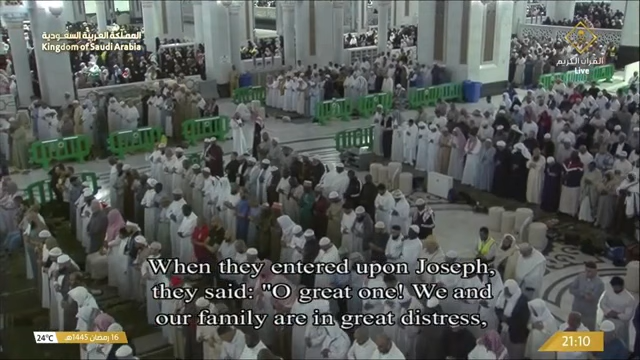 المملكة العربية السعودية
Kingdom of Saudi Arabia
القرآن الكريم
Live
When they entered upon Joseph,
they said: "O great one! We and
our family are in great distress,
24°C
16 رمضان 1445هـ
21:10